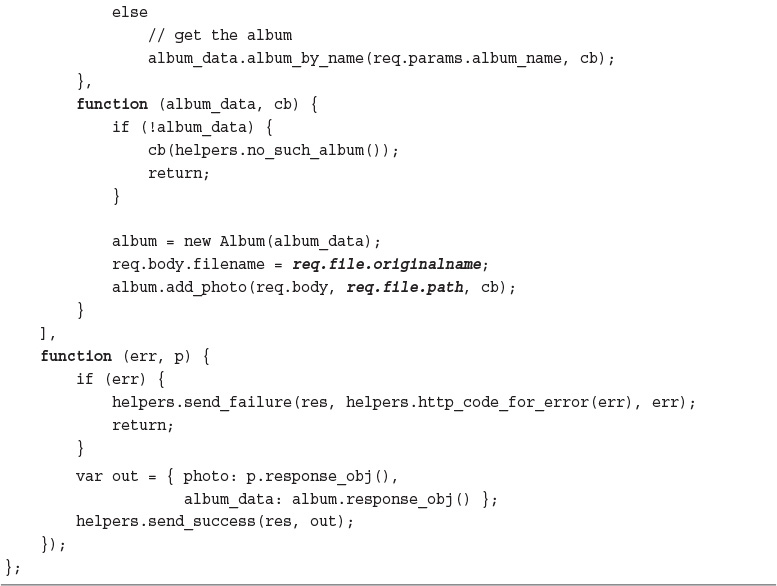 else
                // get the album
                album_data.album_by_name(req.params.album_name, cb);
        },
        function (album_data, cb) {
            if (!album_data) {
                cb(helpers.no_such_album());
                return;
            }

            album = new Album(album_data);
            req.body.filename = req.file.originalname;
            album.add_photo(req.body, req.file.path, cb);
        }
    ],
    function (err, p) {
        if (err) {
            helpers.send_failure(res, helpers.http_code_for_error(err), err);
            return;
        }
        var out = { photo: p.response_obj(),
                    album_data: album.response_obj() };
        helpers.send_success(res, out);
    });
};